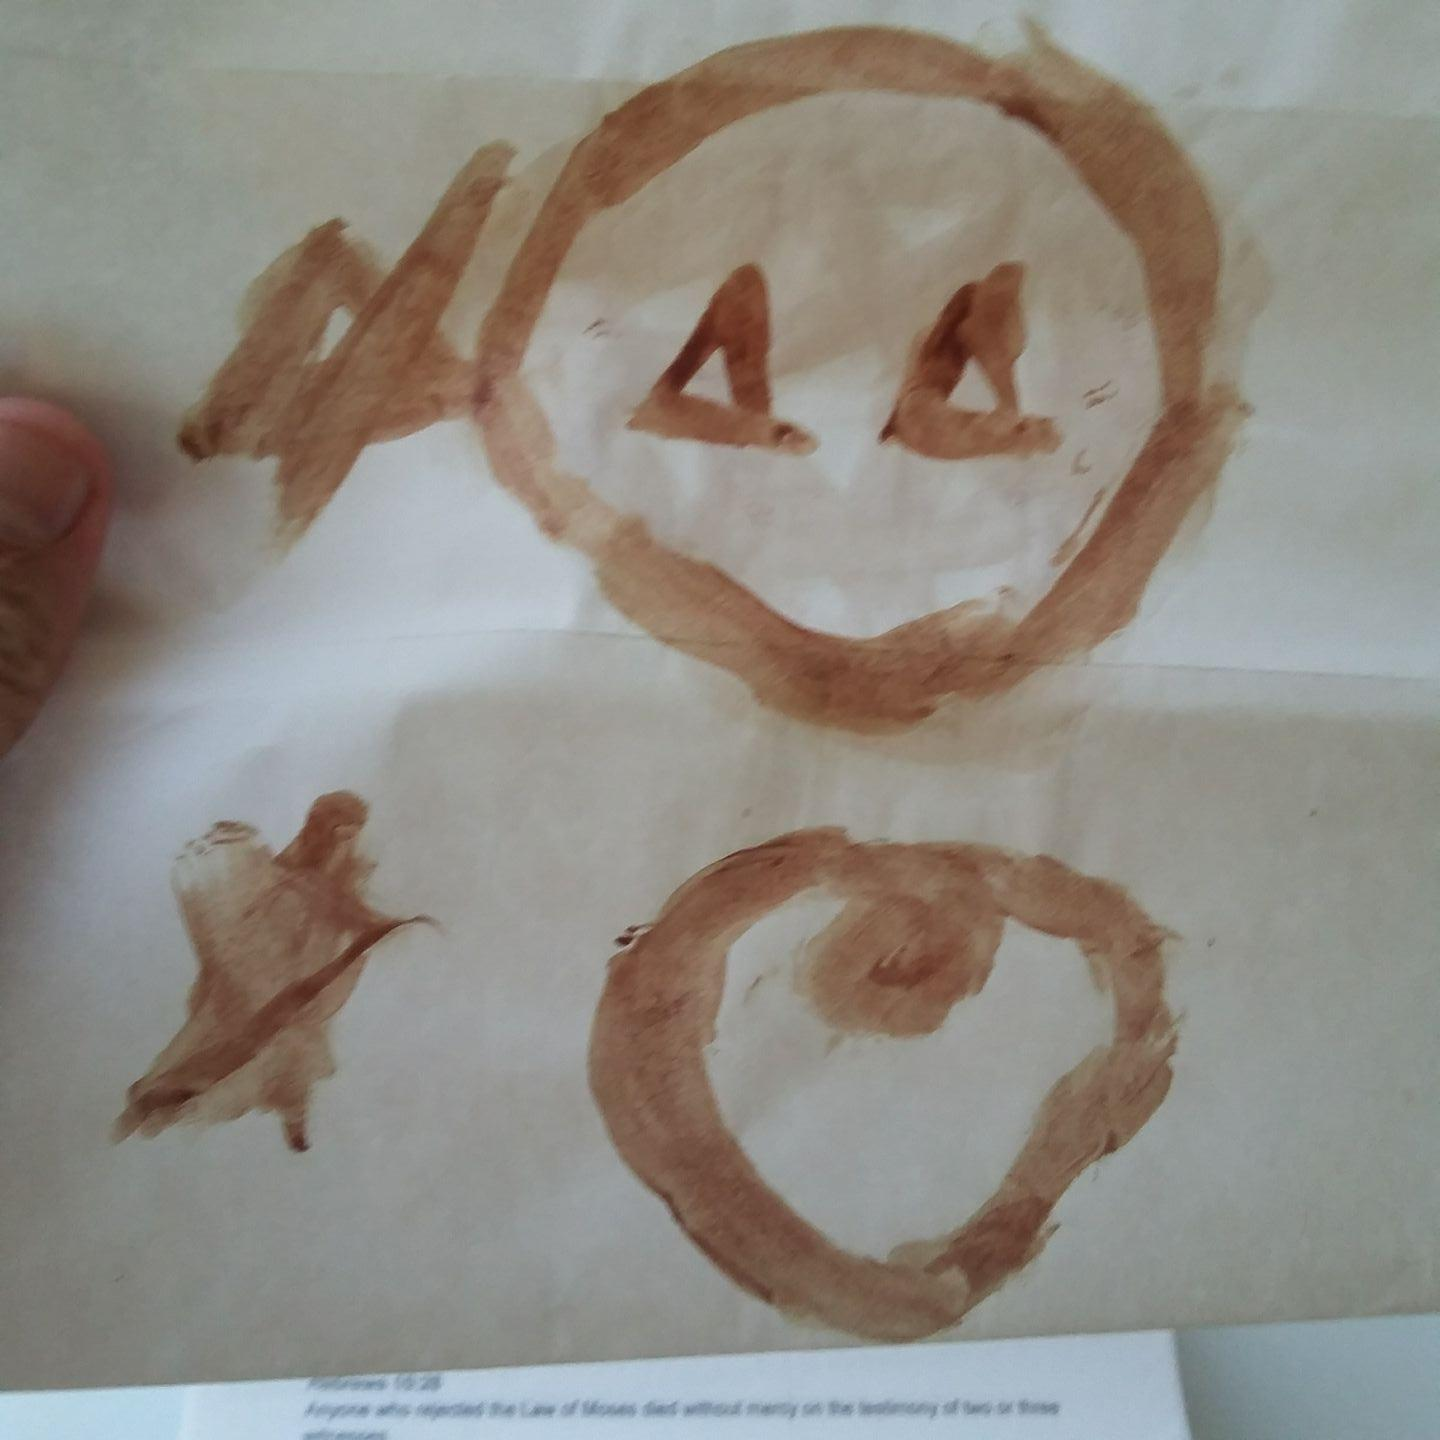 Hebrews 10:28
Anyone who rejected the Law of Moses died without mercy on the testimony of two or three
witnesses.